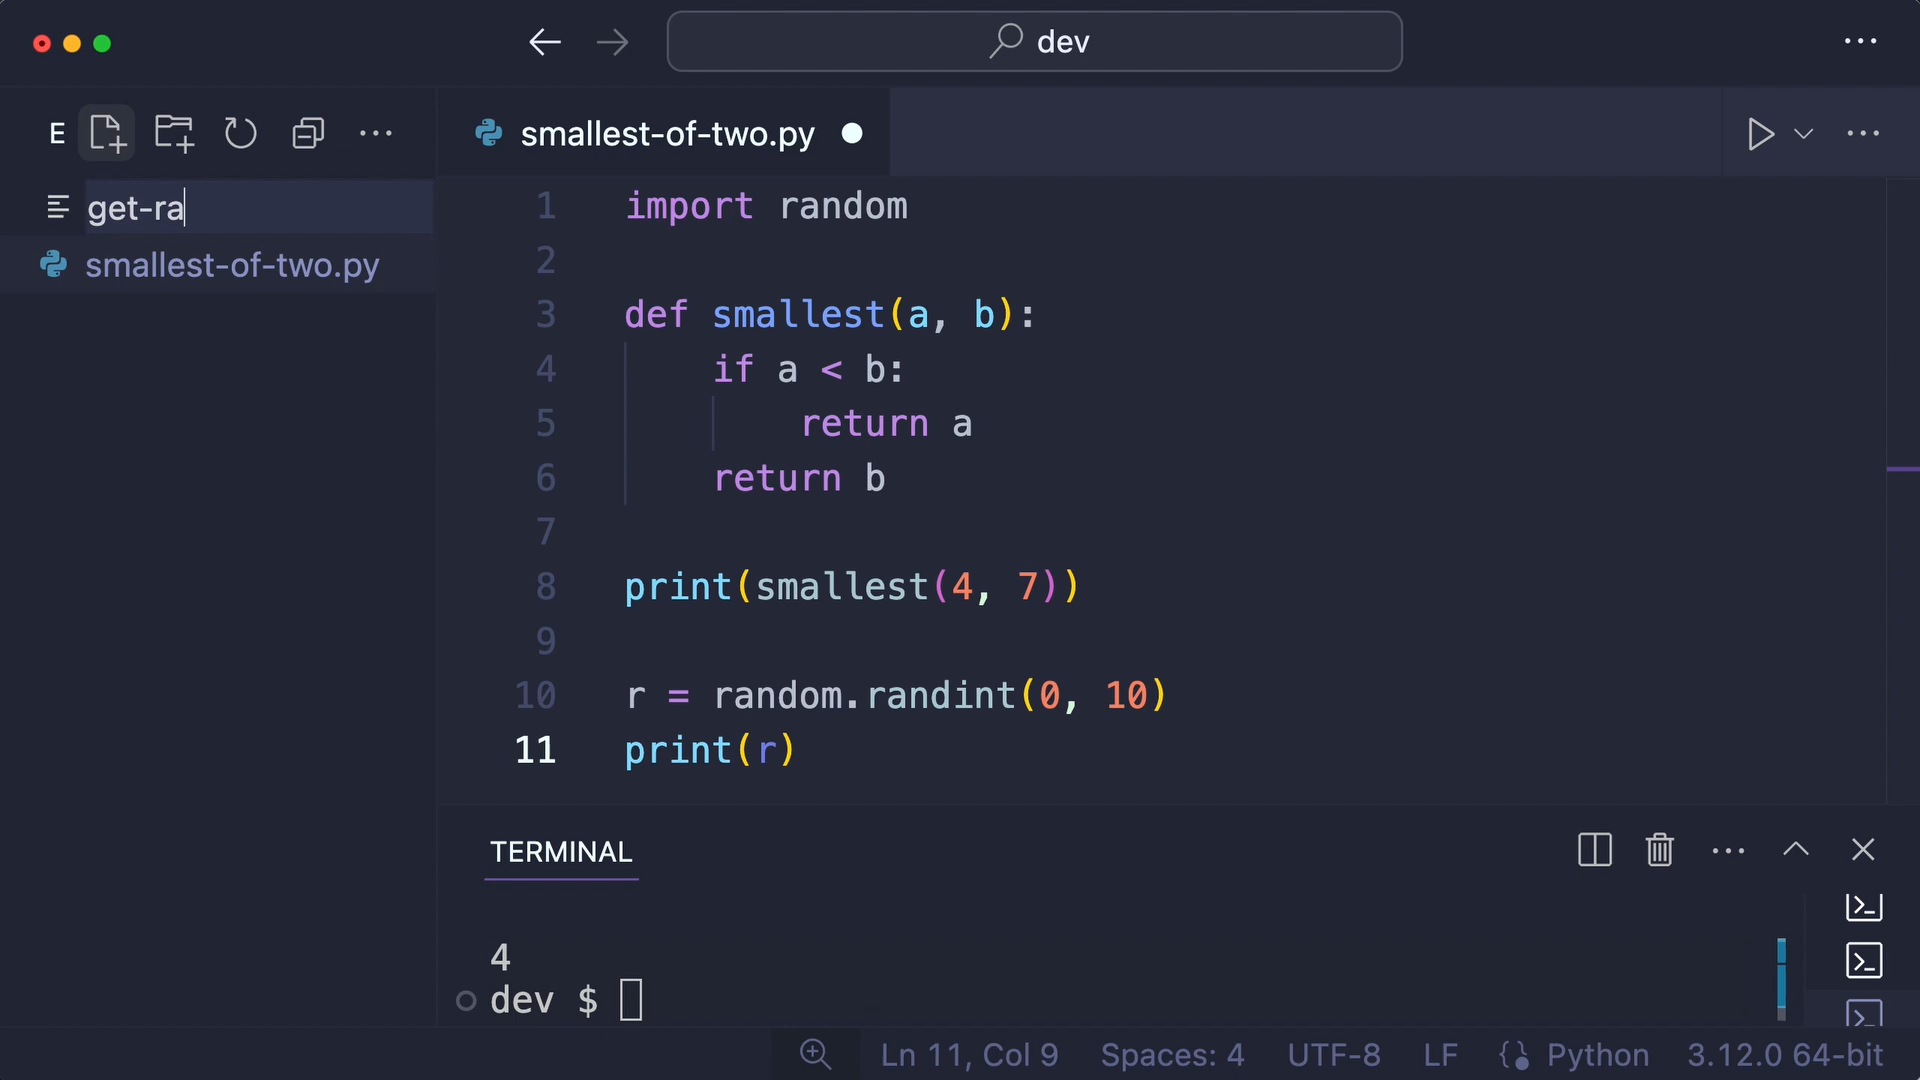 dev
E
get-ra
smallest-of-two.py
smallest-of-two.py
1 import random
2
3 def smallest(a, b):
4     if a < b:
5         return a
6     return b
7
8 print(smallest(4, 7))
9
10 r = random.randint(0, 10)
11 print(r)
TERMINAL
4
dev $
Ln 11, Col 9 Spaces: 4 UTF-8 LF Python 3.12.0 64-bit